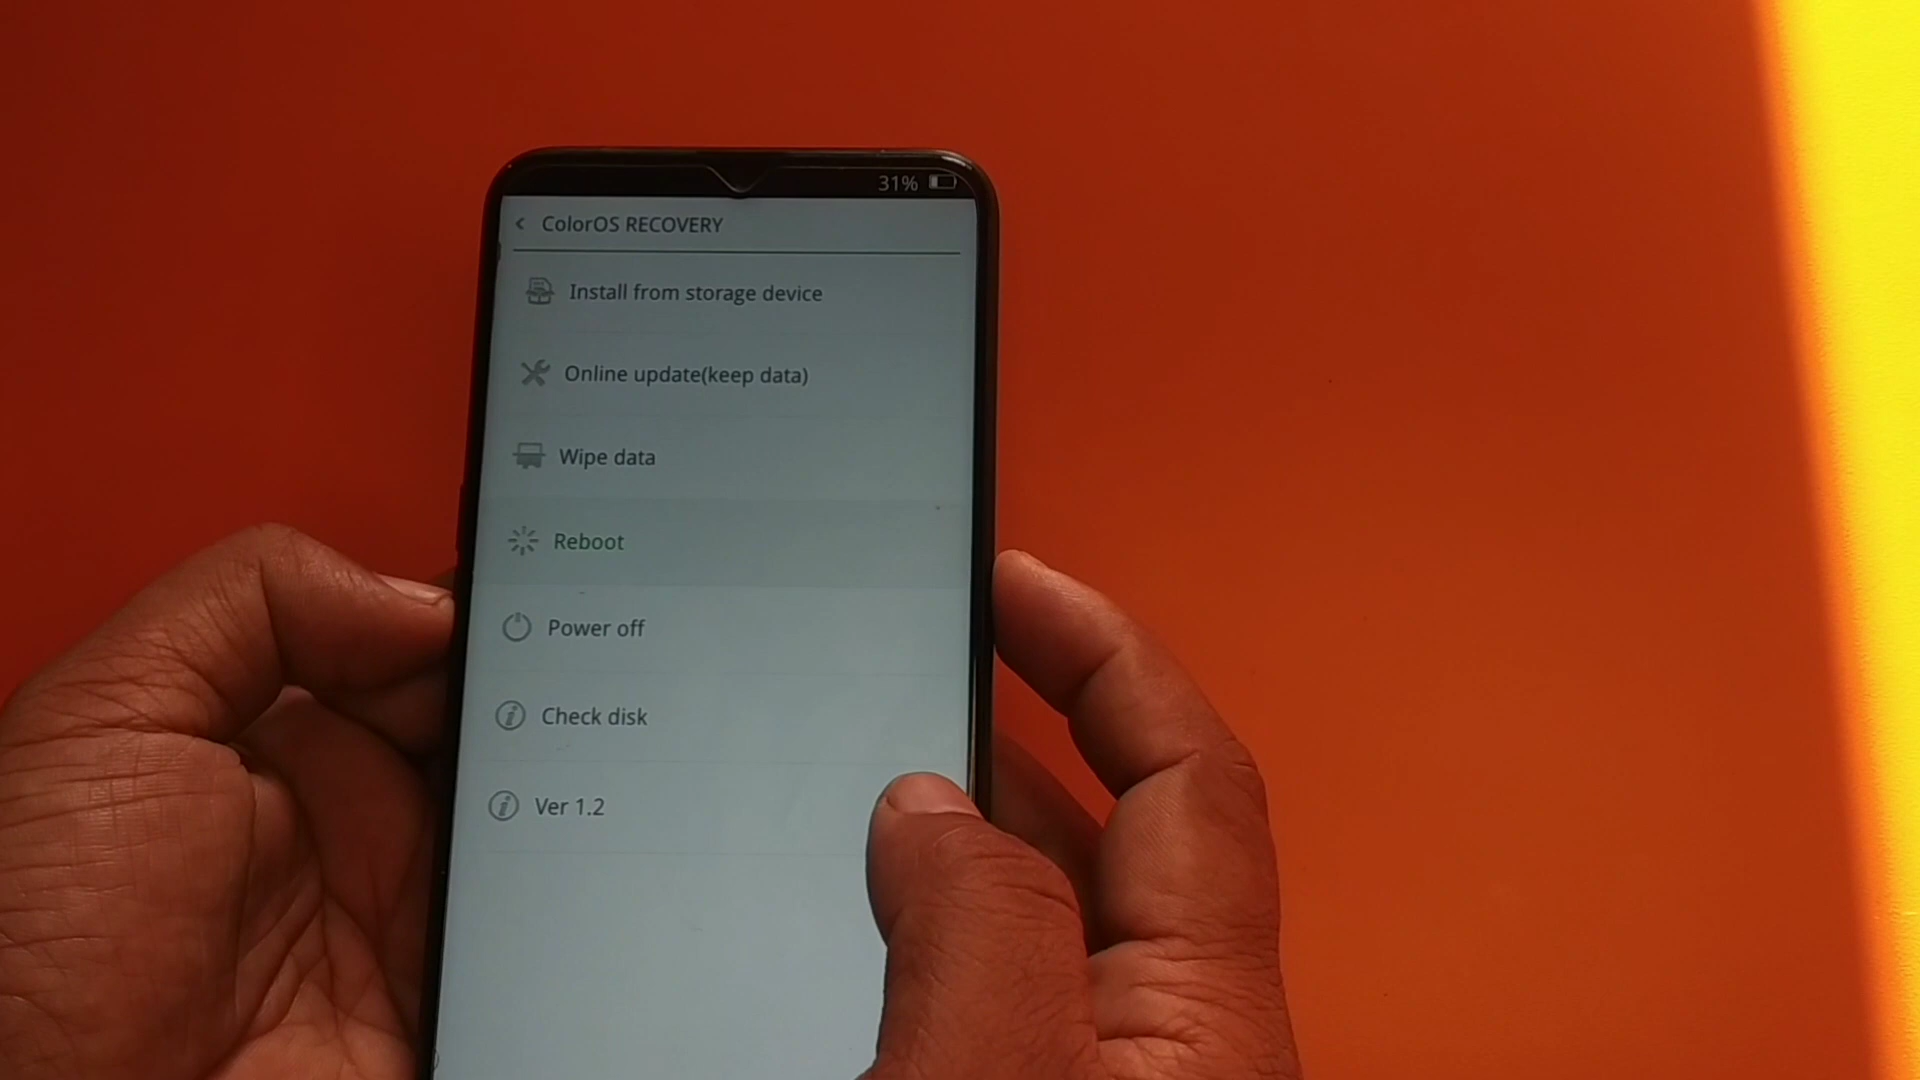 31%
ColorOS RECOVERY
Install from storage device
Online update(keep data)
Wipe data
Reboot
Power off
Check disk
Ver 1.2